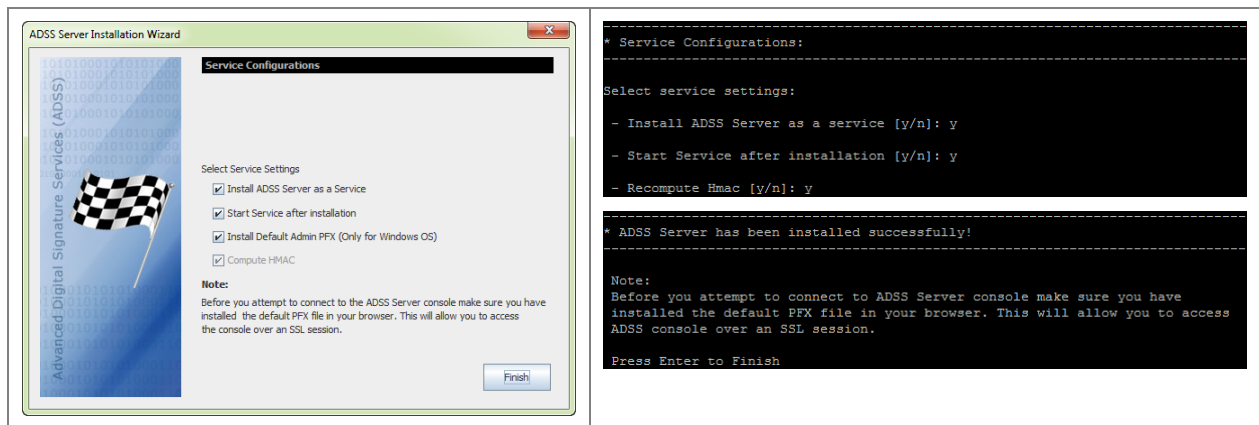 ADSS Server Installation Wizard
Advanced Digital Signature Services (ADSS)
Service Configurations
Select Service Settings
Install ADSS Server as a Service
Start Service after installation
Install Default Admin PFX (Only for Windows OS)
Compute HMAC
Note:
Before you attempt to connect to the ADSS Server console make sure you have
installed the default PFX file in your browser. This will allow you to access
the console over an SSL session.
Finish
* Service Configurations:
Select service settings:
- Install ADSS Server as a service [y/n]: y
- Start Service after installation [y/n]: y
- Recompute Hmac [y/n]: y
* ADSS Server has been installed successfully!
Note:
Before you attempt to connect to ADSS Server console make sure you have
installed the default PFX file in your browser. This will allow you to access
ADSS console over an SSL session.
Press Enter to Finish